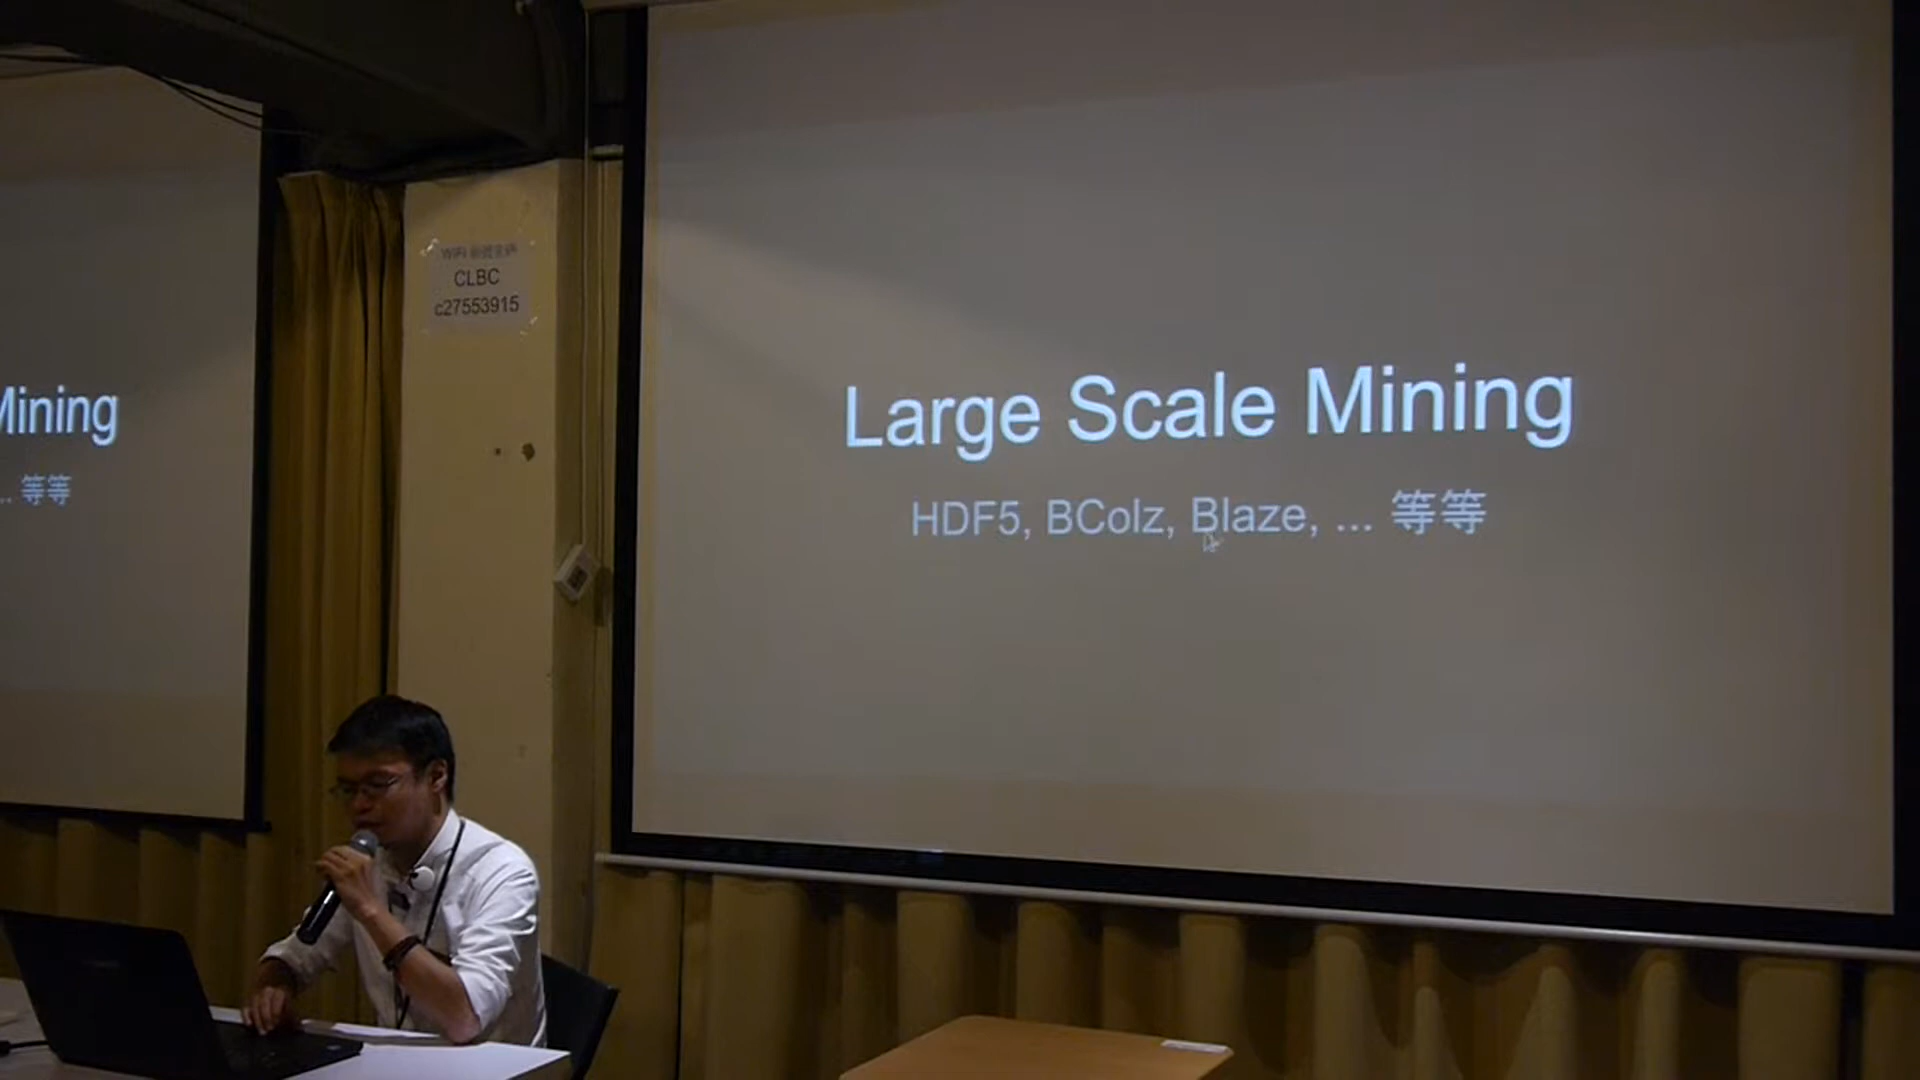 Mining
... 等等
CLBC
c27553915
Large Scale Mining
HDF5, BColz, Blaze, ... 等等